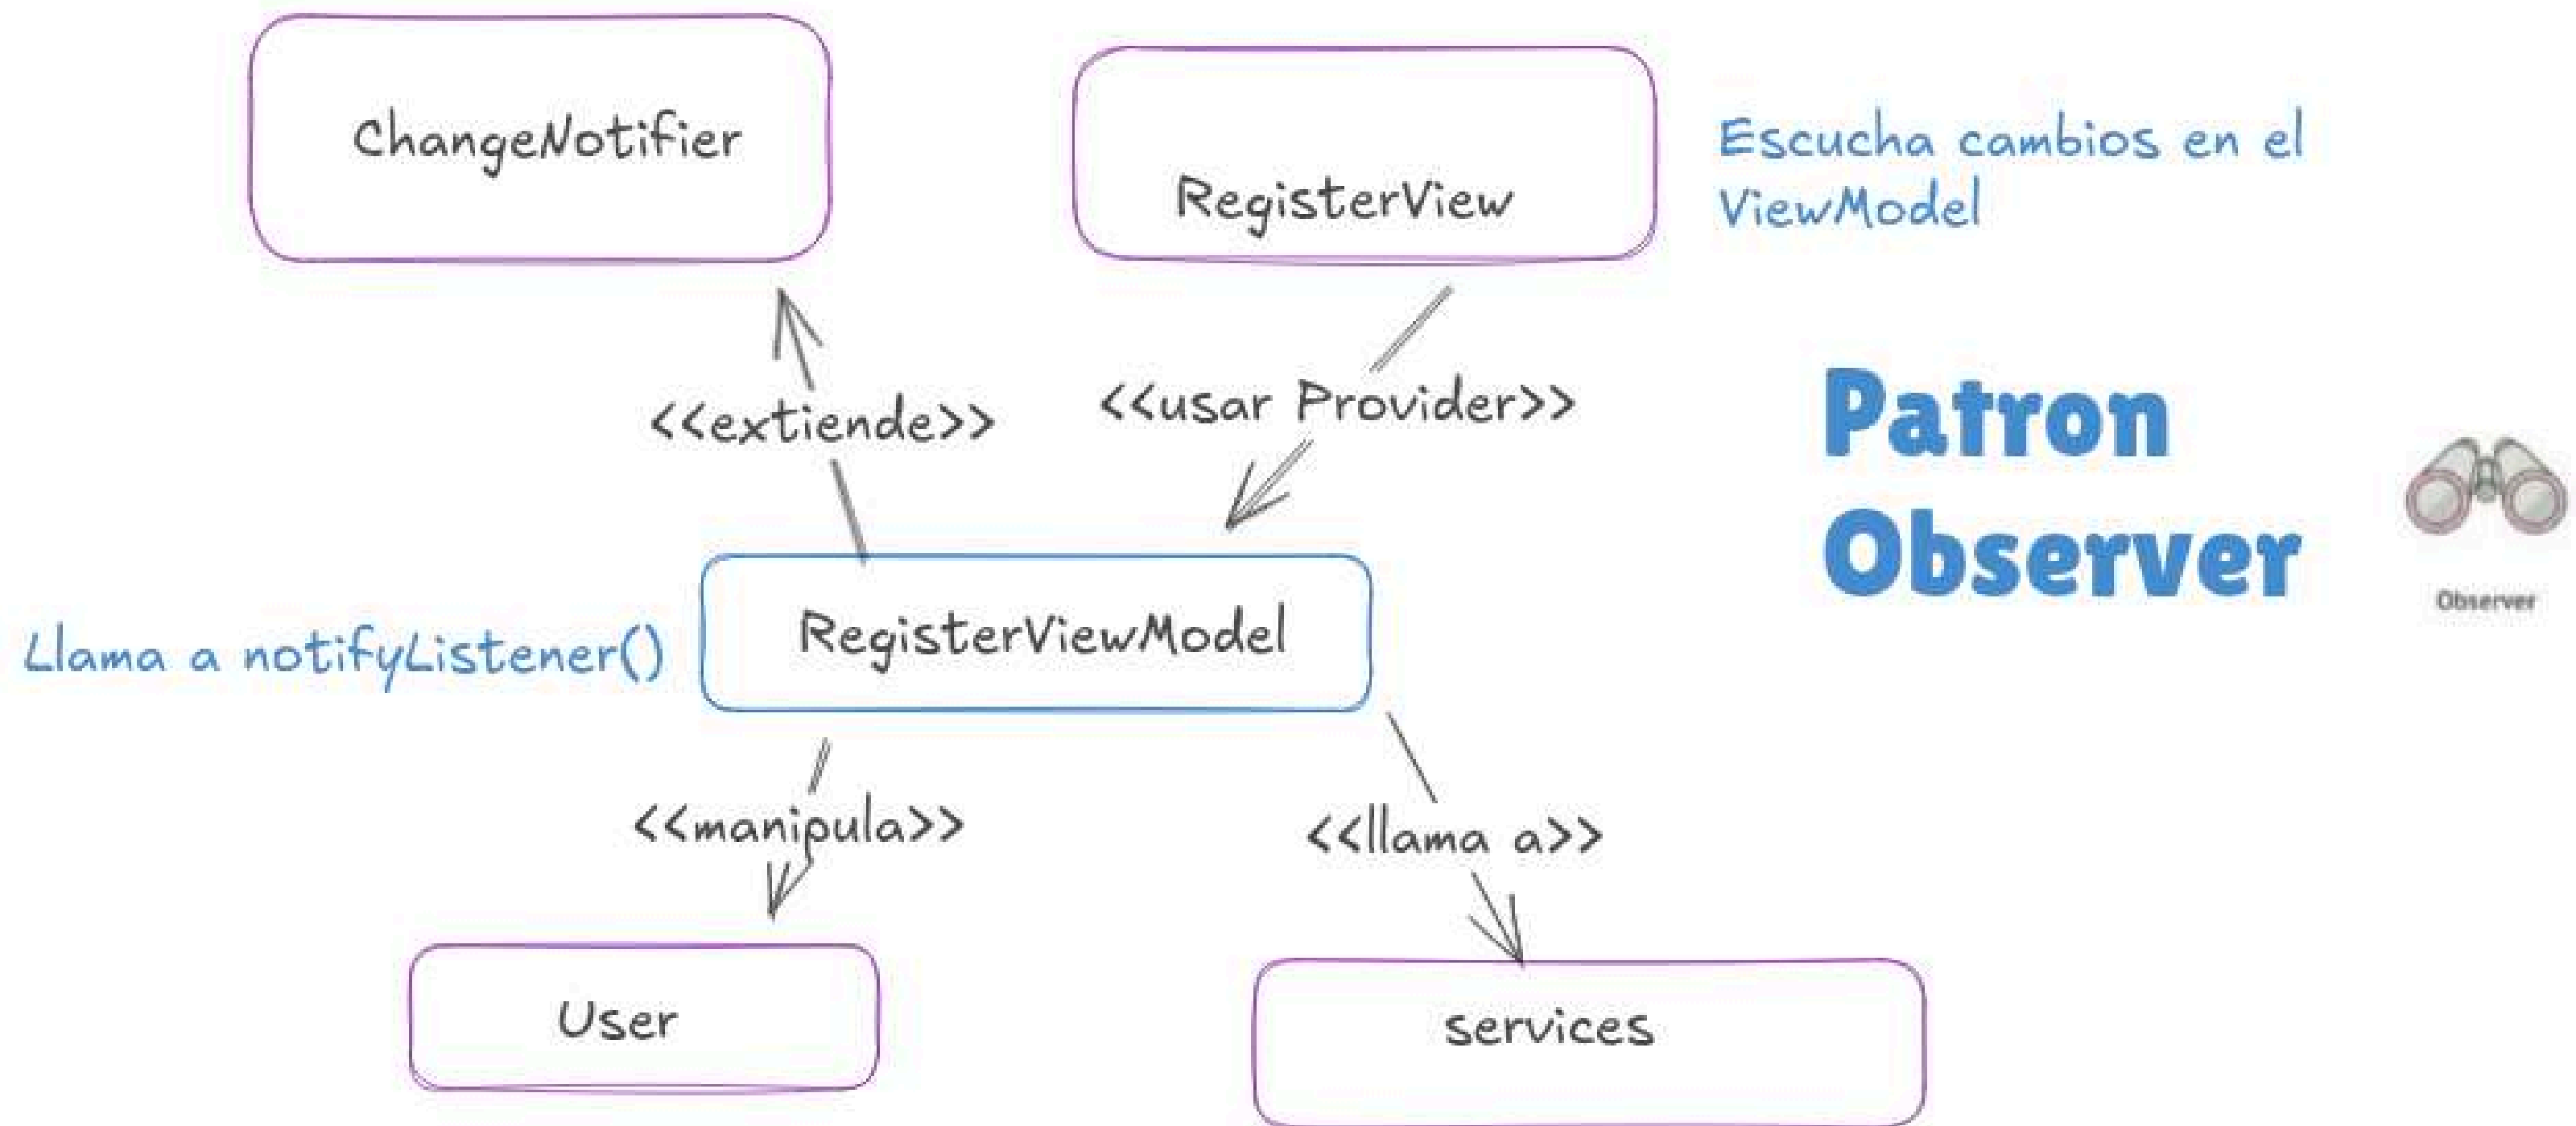 ChangeNotifier
RegisterView
Escucha cambios en el
ViewModel
<<extiende>>
<<usar Provider>>
Patron
Observer
Observer
Llama a notifyListener()
RegisterViewModel
<<manipula>>
<<llama a>>
User
services